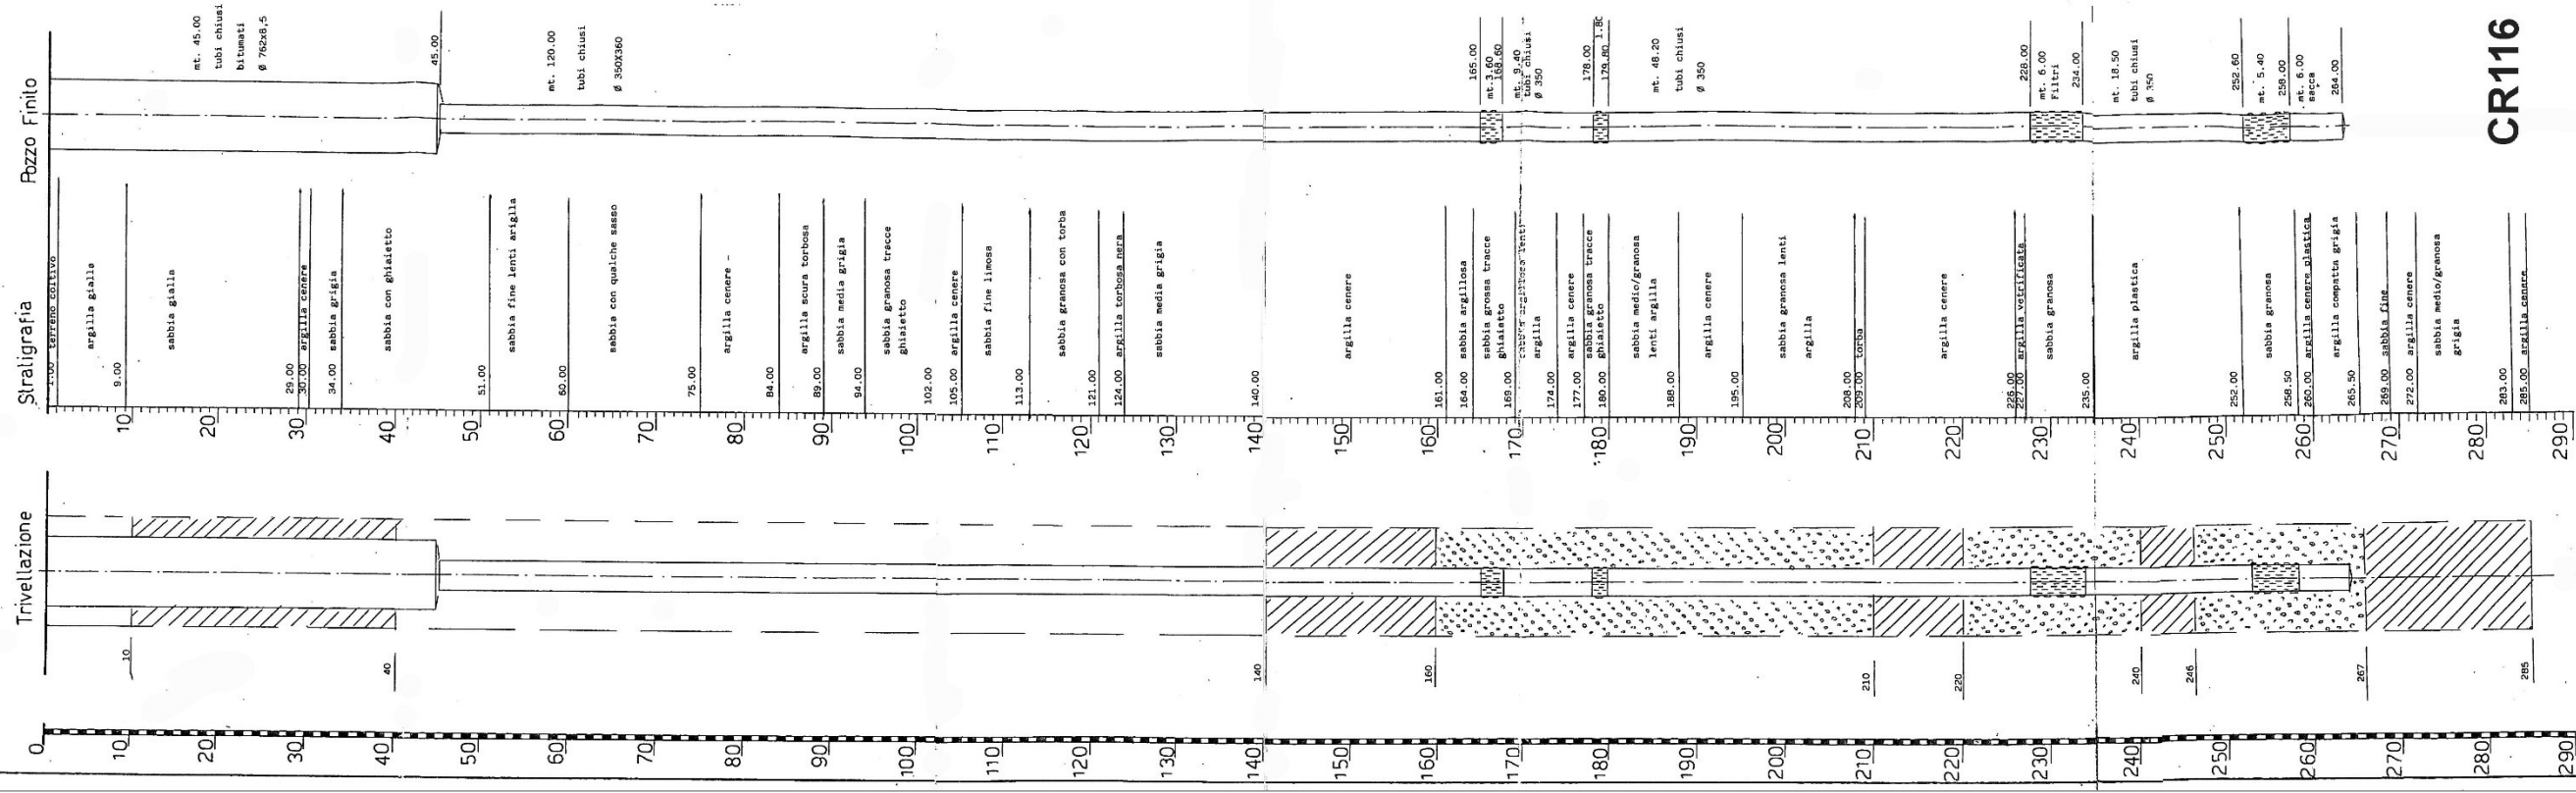 CR116
Pozzo Finito
mt. 45.00
tubi chiusi
bitumati
Ø 762x8,5
45.00
mt. 120.00
tubi chiusi
Ø 350X360
165.00
mt. 3.60
168.60
mt. 9.40
tubi chiusi
Ø 350
178.00
179.80 1.80
mt. 48.20
tubi chiusi
Ø 350
228.00
mt. 6.00
Filtri
234.00
mt. 18.50
tubi chiusi
Ø 350
252.60
mt. 5.40
258.00
mt. 6.00
sacca
264.00
Stratigrafia
1.00 terreno coltivo
argilla gialla
9.00
sabbia gialla
29.00
30.00 argilla cenere
34.00 sabbia grigia
sabbia con ghiaietto
51.00
sabbia fine lenti ariglla
60.00
sabbia con qualche sasso
75.00
argilla cenere -
84.00
argilla scura torbosa
89.00
sabbia media grigia
94.00
sabbia granosa tracce
ghiaietto
102.00
105.00 argilla cenere
sabbia fine limosa
113.00
sabbia granosa con torba
121.00
124.00 argilla torbosa nera
sabbia media grigia
140.00
argilla cenere
161.00
164.00 sabbia argillosa
sabbia grossa tracce
ghiaietto
169.00
sabbia argillosa lenti
argilla
174.00
argilla cenere
177.00
sabbia granosa tracce
180.00 ghiaietto
sabbia medio/granosa
lenti argilla
188.00
argilla cenere
195.00
sabbia granosa lenti
argilla
208.00
209.00 torba
argilla cenere
226.00
227.00 argilla vetrificata
sabbia granosa
235.00
argilla plastica
252.00
sabbia granosa
258.50
260.00 argilla cenere plastica
argilla compatta grigia
265.50
269.00 sabbia fine
272.00 argilla cenere
sabbia medio/granosa
grigia
283.00
285.00 argilla cenere
10 20 30 40 50 60 70 80 90 100 110 120 130 140 150 160 170 180 190 200 210 220 230 240 250 260 270 280 290
Trivellazione
10
40
140
160
210
220
240
246
267
285
0 10 20 30 40 50 60 70 80 90 100 110 120 130 140 150 160 170 180 190 200 210 220 230 240 250 260 270 280 290